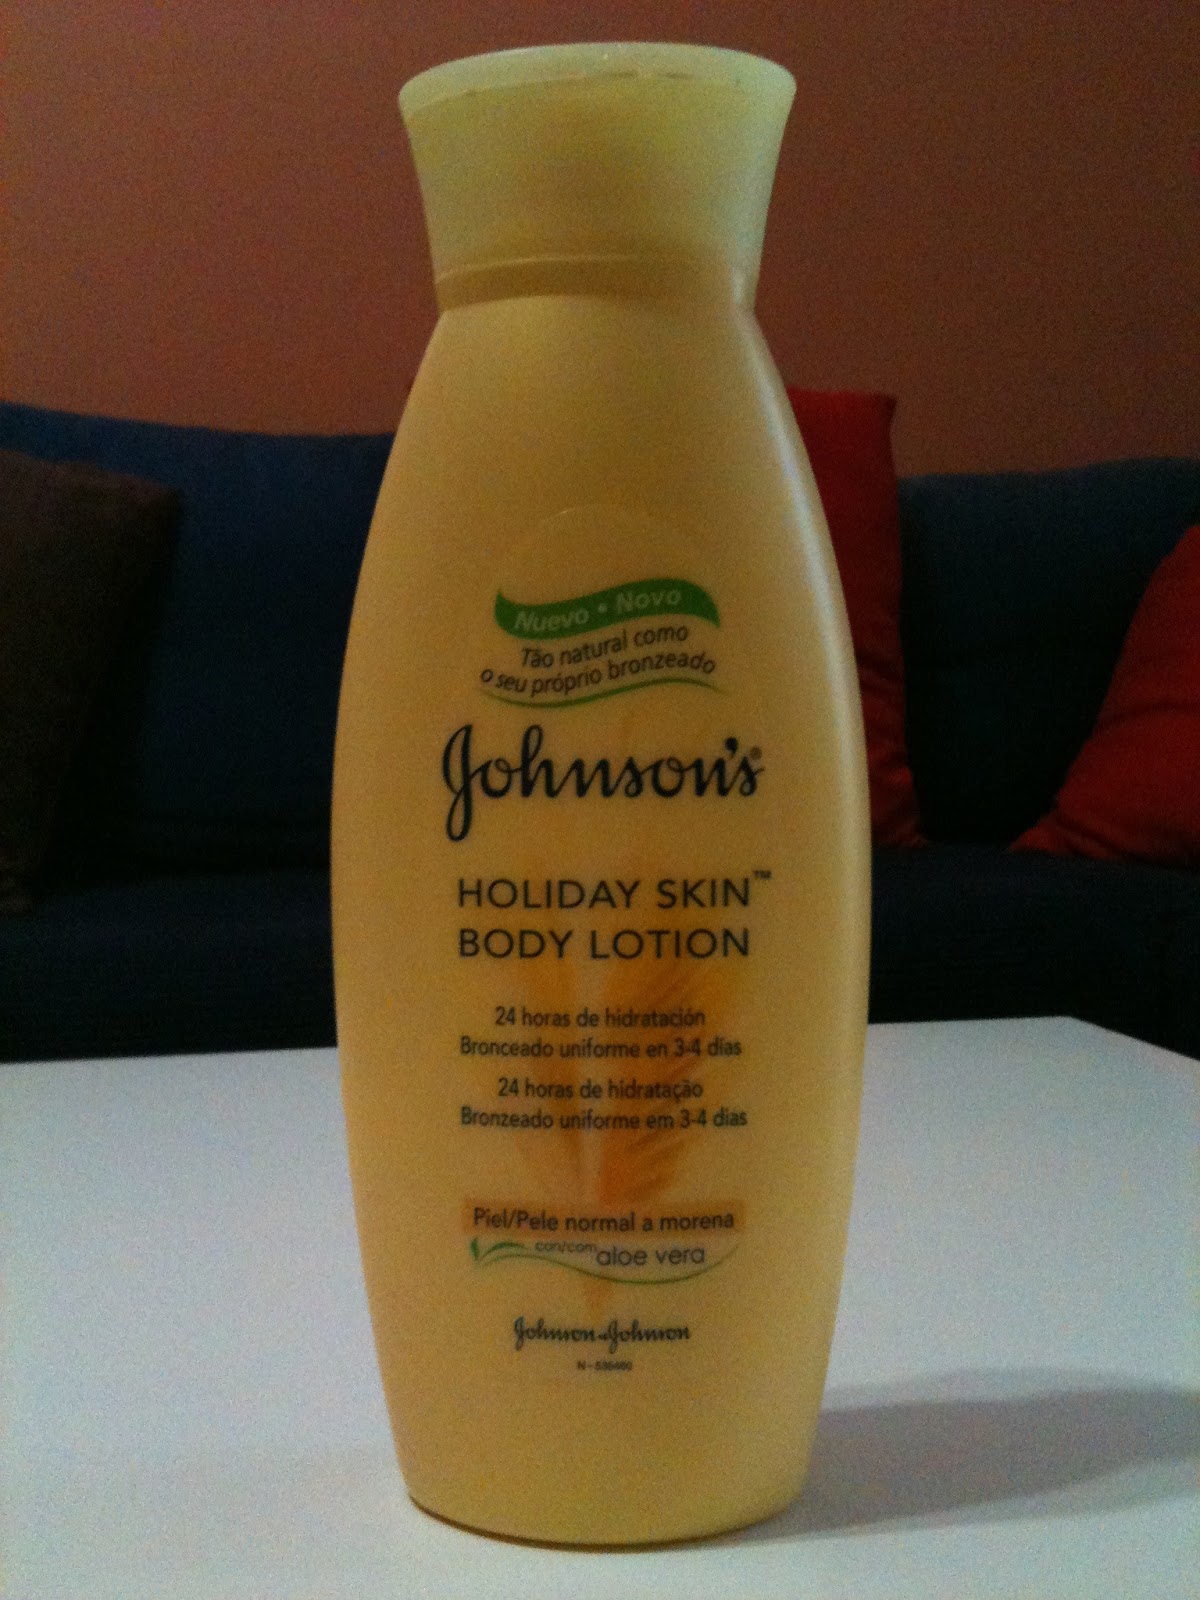 Nuevo • Novo
Tão natural como
o seu próprio bronzeado
Johnson's®
HOLIDAY SKIN™
BODY LOTION
24 horas de hidratación
Bronceado uniforme en 3-4 días
24 horas de hidratação
Bronzeado uniforme em 3-4 dias
Piel/Pele normal a morena
con/com aloe vera
Johnson & Johnson